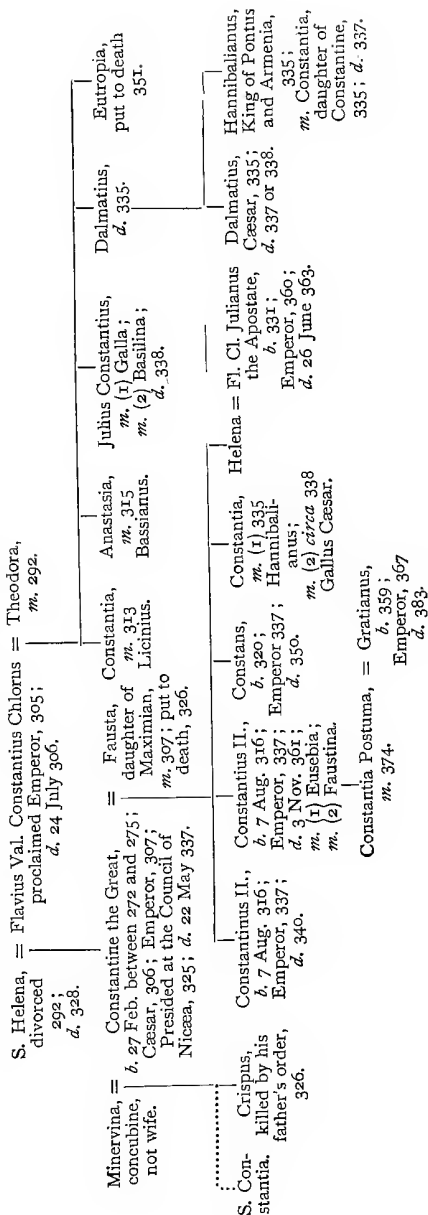 S. Helena,
divorced
292;
d. 328.
=
Flavius Val. Constantius Chlorus
proclaimed Emperor, 305;
d. 24 July 306.
=
Theodora,
m. 292.
Minervina,
concubine,
not wife.
=
Constantine the Great,
b. 27 Feb. between 272 and 275;
Cæsar, 306; Emperor, 307;
Presided at the Council of
Nicæa, 325; d. 22 May 337.
=
Fausta,
daughter of
Maximian,
m. 307; put to
death, 326.
Constantia,
m. 313
Licinius.
Anastasia,
m. 315
Bassianus.
Julius Constantius,
m. (1) Galla;
m. (2) Basilina;
d. 338.
Dalmatius,
d. 335.
Eutropia,
put to death
351.
S. Con-
stantia.
Crispus,
killed by his
father's order,
326.
Constantinus II.,
b. 7 Aug. 316;
Emperor, 337;
d. 340.
Constantius II.,
b. 7 Aug. 316;
Emperor, 337;
d. 3 Nov. 361;
m. (1) Eusebia;
m. (2) Faustina.
Constans,
b. 320;
Emperor 337;
d. 350.
Constantia,
m. (1) 335
Hannibali-
anus;
m. (2) circa 338
Gallus Cæsar.
Helena = Fl. Cl. Julianus
the Apostate,
b. 331;
Emperor, 360;
d. 26 June 363.
Dalmatius,
Cæsar, 335;
d. 337 or 338.
Hannibalianus,
King of Pontus
and Armenia,
335;
m. Constantia,
daughter of
Constantine,
335; d. 337.
Constantia Postuma, = Gratianus,
m. 374.
b. 359;
Emperor, 367
d. 383.